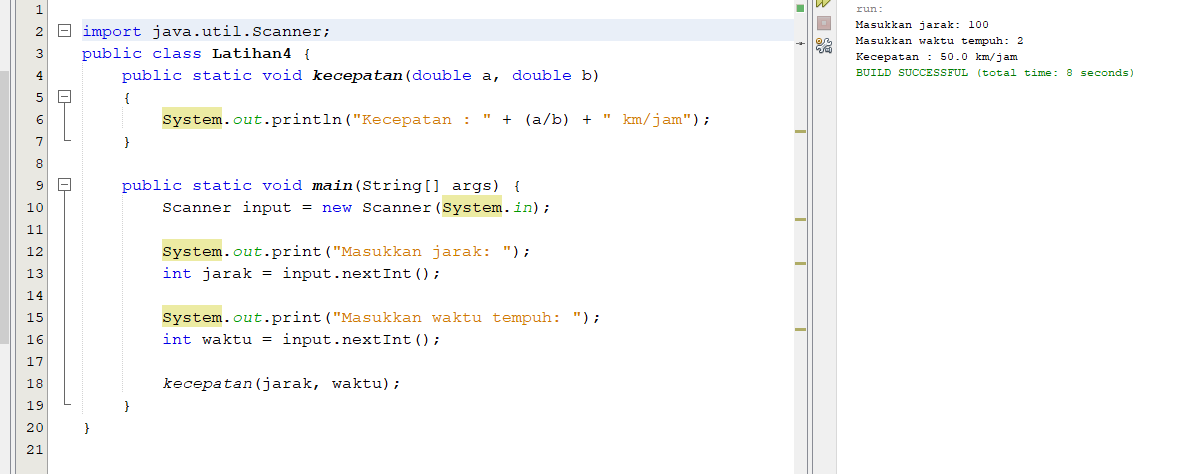 1
2 import java.util.Scanner;
3 public class Latihan4 {
4 public static void kecepatan(double a, double b)
5 {
6 System.out.println("Kecepatan : " + (a/b) + " km/jam");
7 }
8
9 public static void main(String[] args) {
10 Scanner input = new Scanner(System.in);
11
12 System.out.print("Masukkan jarak: ");
13 int jarak = input.nextInt();
14
15 System.out.print("Masukkan waktu tempuh: ");
16 int waktu = input.nextInt();
17
18 kecepatan(jarak, waktu);
19 }
20 }
21
run:
Masukkan jarak: 100
Masukkan waktu tempuh: 2
Kecepatan : 50.0 km/jam
BUILD SUCCESSFUL (total time: 8 seconds)